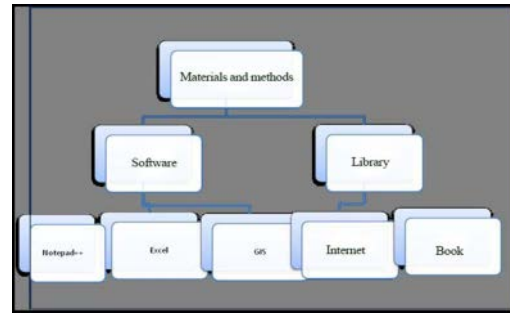 Materials and methods
Software
Library
Notepad++
Excel
GIS
Internet
Book